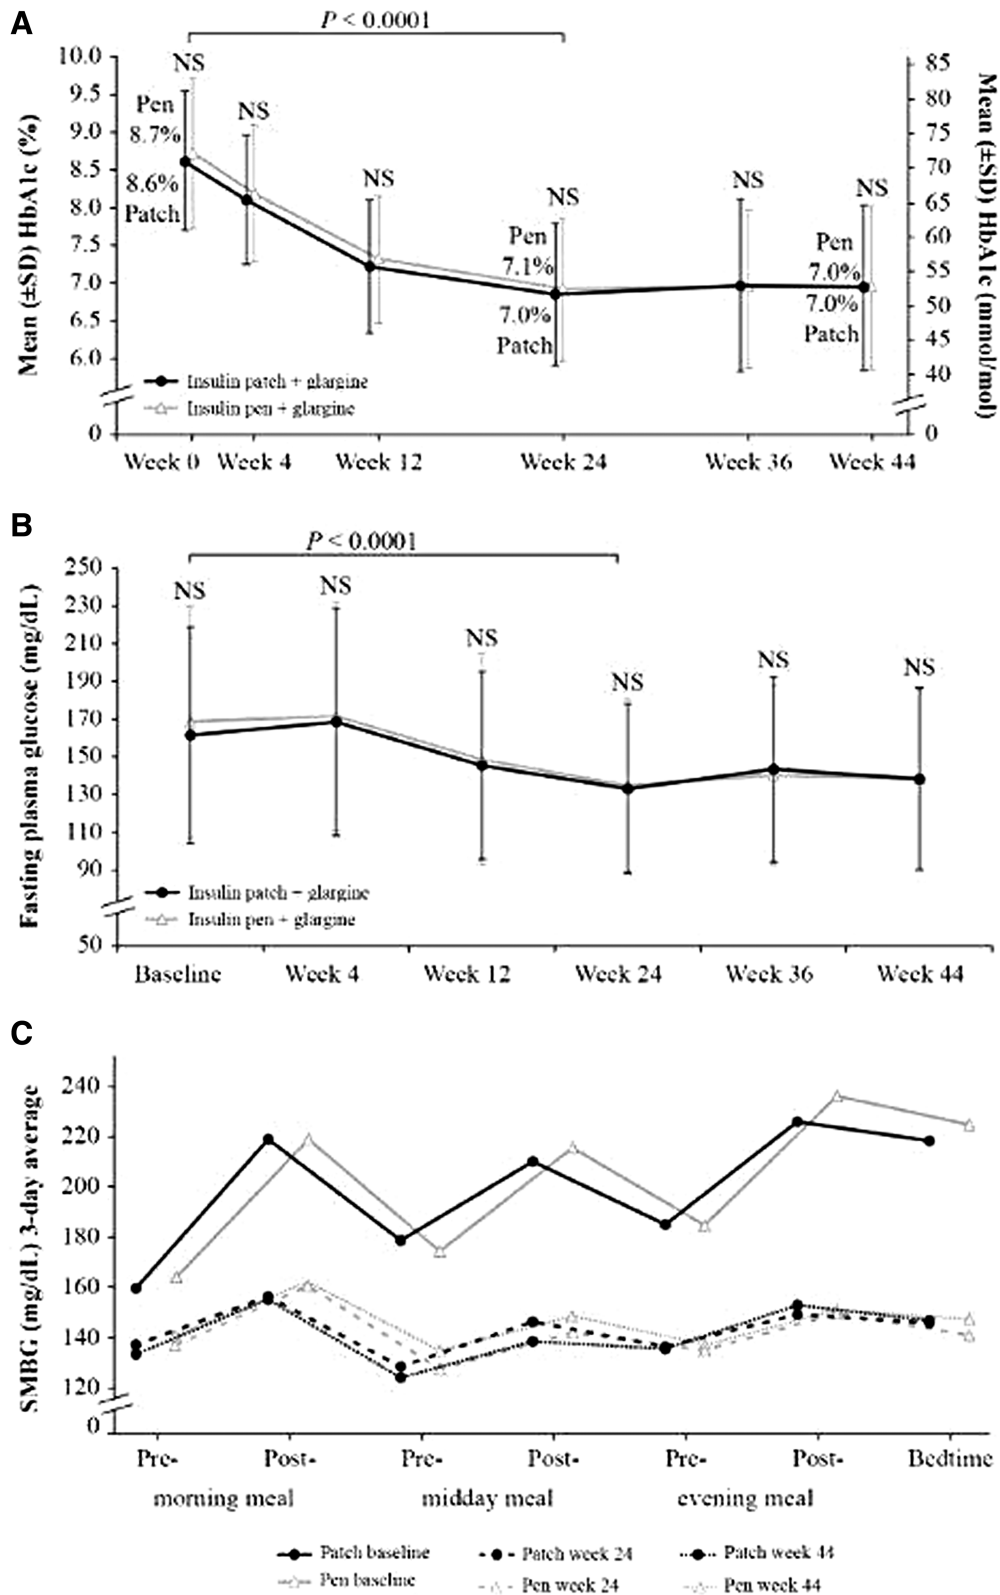 A
P < 0.0001
Mean (±SD) HbA1c (%)
10.0
9.5
9.0
8.5
8.0
7.5
7.0
6.5
6.0
0
NS
NS
NS
NS
NS
NS
Pen
8.7%
8.6%
Patch
Pen
7.1%
7.0%
Patch
Pen
7.0%
7.0%
Patch
Insulin patch + glargine
Insulin pen + glargine
85
80
75
70
65
60
55
50
45
40
0
Mean (±SD) HbA1c (mmol/mol)
Week 0 Week 4 Week 12 Week 24 Week 36 Week 44
B
P < 0.0001
Fasting plasma glucose (mg/dL)
250
230
210
190
170
150
130
110
90
50
NS
NS
NS
NS
NS
NS
Insulin patch + glargine
Insulin pen + glargine
Baseline Week 4 Week 12 Week 24 Week 36 Week 44
C
SMBG (mg/dL) 3-day average
240
220
200
180
160
140
120
0
Pre- Post- Pre- Post- Pre- Post- Bedtime
morning meal midday meal evening meal
Patch baseline Patch week 24 Patch week 44
Pen baseline Pen week 24 Pen week 44